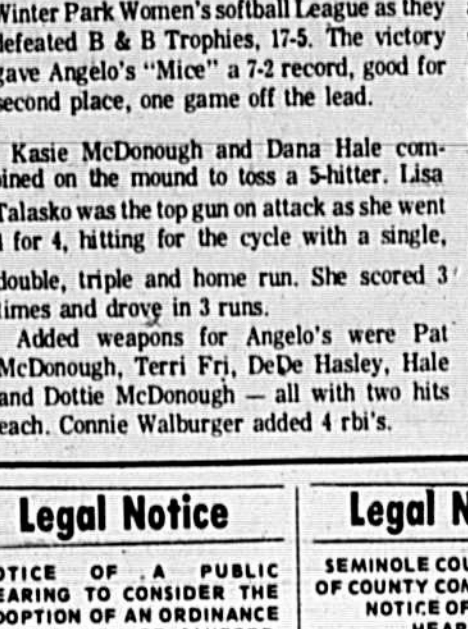 Winter Park Women's softball League as they
defeated B & B Trophies, 17-5. The victory
gave Angelo's "Mice" a 7-2 record, good for
second place, one game off the lead.
Kasie McDonough and Dana Hale com-
bined on the mound to toss a 5-hitter. Lisa
Talasko was the top gun on attack as she went
for 4, hitting for the cycle with a single,
double, triple and home run. She scored 3
times and drove in 3 runs.
Added weapons for Angelo's were Pat
McDonough, Terri Fri, DeDe Hasley, Hale
and Dottie McDonough — all with two hits
each. Connie Walburger added 4 rbi's.
Legal Notice
OTICE OF A PUBLIC
EARING TO CONSIDER THE
DOPTION OF AN ORDINANCE
Legal N
SEMINOLE COU
OF COUNTY COM
NOTICE OF
HEAR